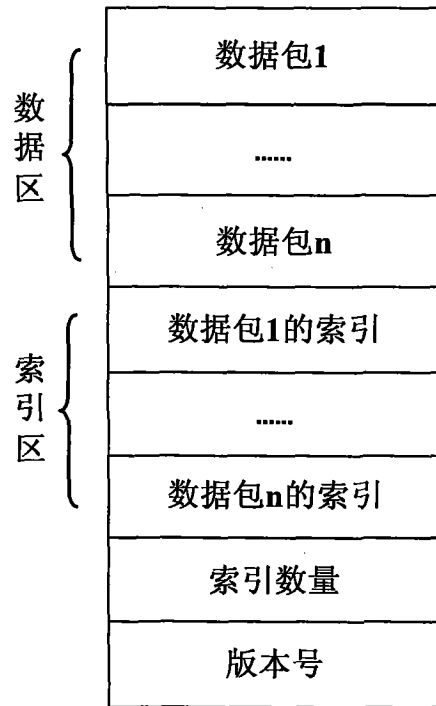 数据区
数据包1
......
数据包n
索引区
数据包1的索引
......
数据包n的索引
索引数量
版本号